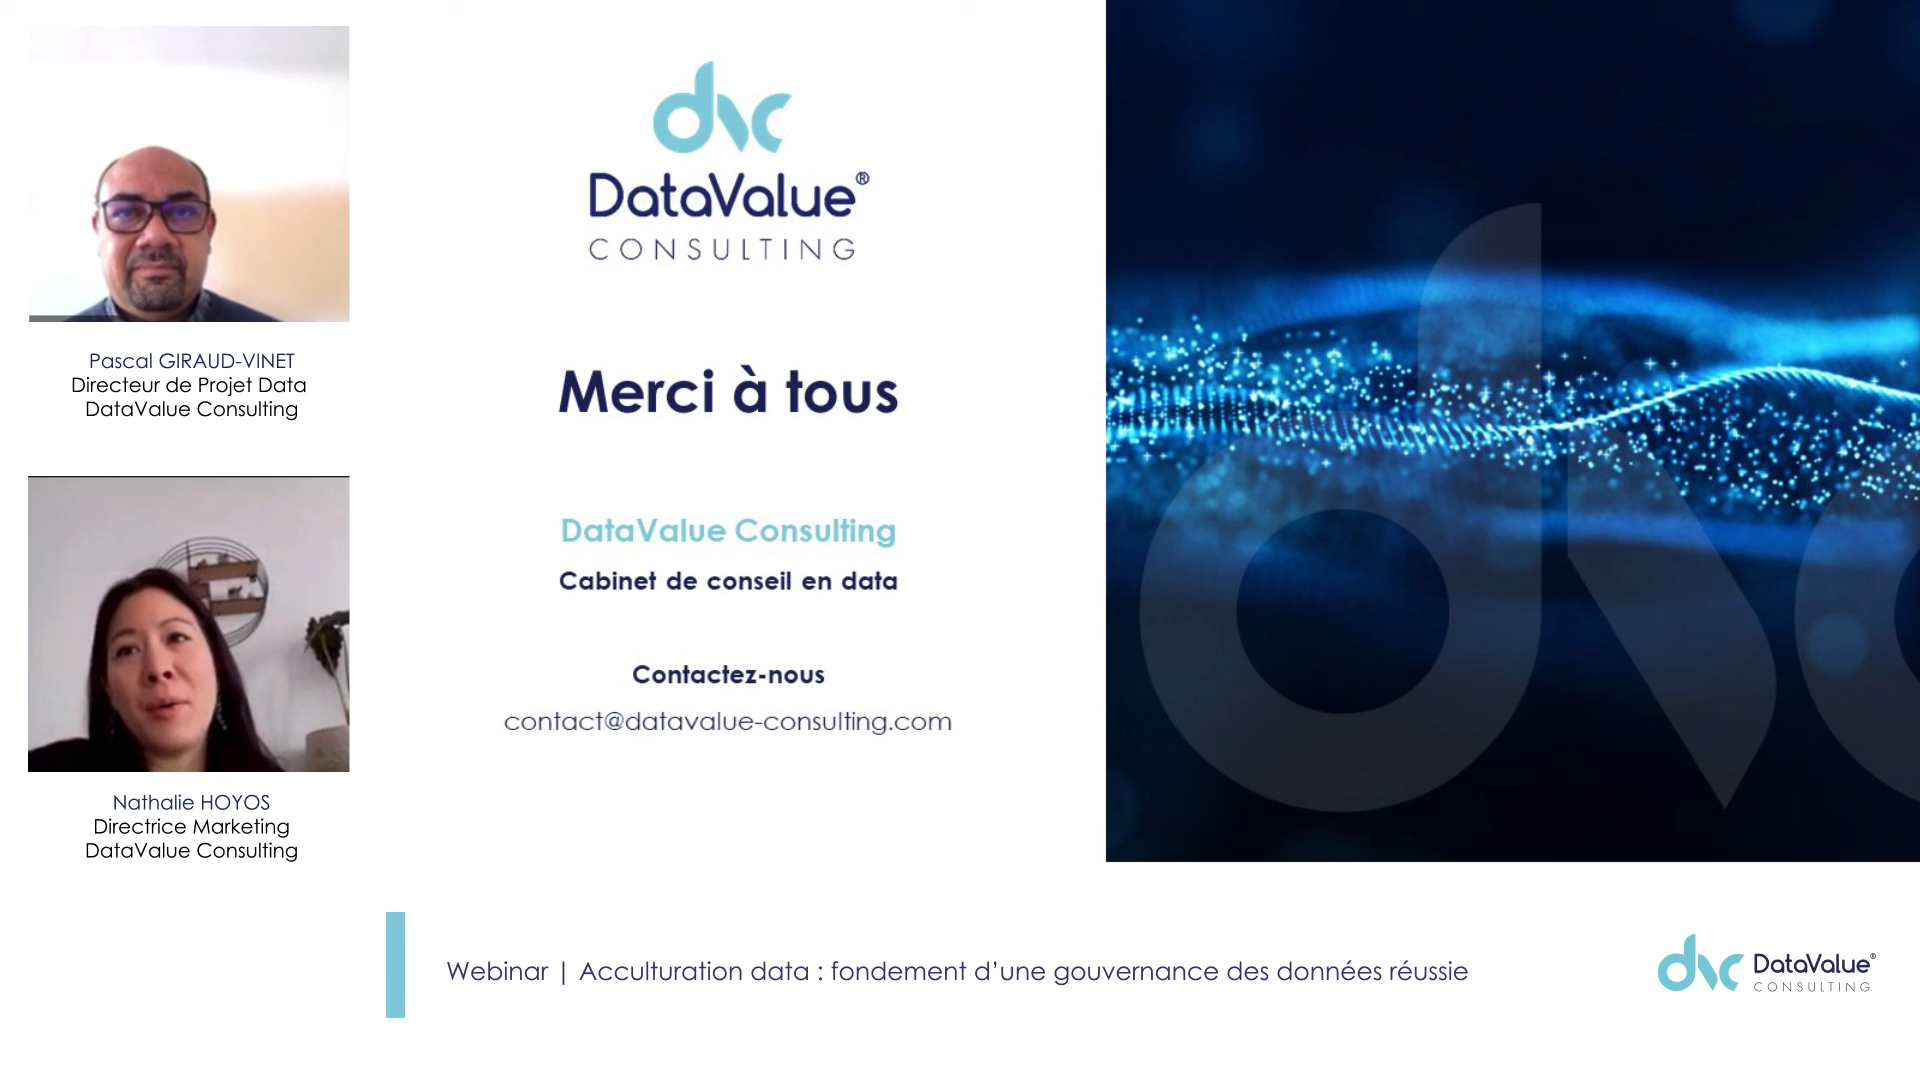 Pascal GIRAUD-VINET
Directeur de Projet Data
DataValue Consulting
Nathalie HOYOS
Directrice Marketing
DataValue Consulting
dvc
DataValue®
CONSULTING
Merci à tous
DataValue Consulting
Cabinet de conseil en data
Contactez-nous
contact@datavalue-consulting.com
Webinar | Acculturation data : fondement d’une gouvernance des données réussie
dvc
DataValue®
CONSULTING